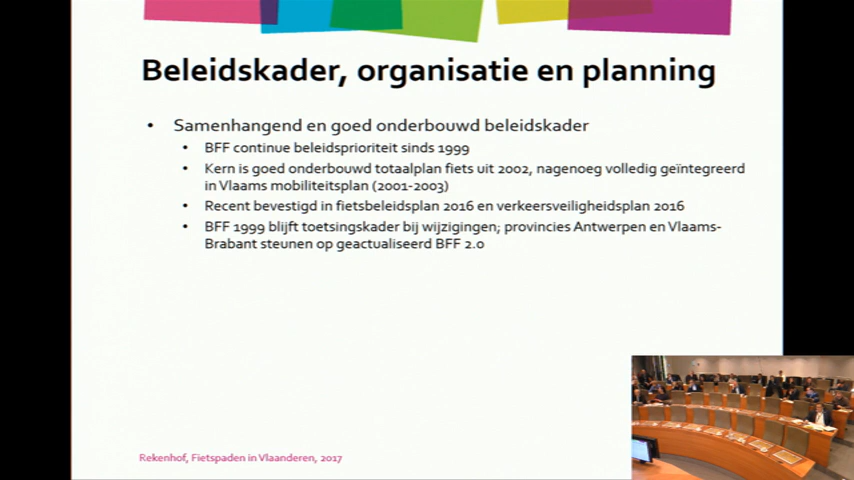 Beleidskader, organisatie en planning
• Samenhangend en goed onderbouwd beleidskader
• BFF continue beleidsprioriteit sinds 1999
• Kern is goed onderbouwd totaalplan fiets uit 2002, nagenoeg volledig geïntegreerd
in Vlaams mobiliteitsplan (2001-2003)
• Recent bevestigd in fietsbeleidsplan 2016 en verkeersveiligheidsplan 2016
• BFF 1999 blijft toetsingskader bij wijzigingen; provincies Antwerpen en Vlaams-
Brabant steunen op geactualiseerd BFF 2.0
Rekenhof, Fietspaden in Vlaanderen, 2017